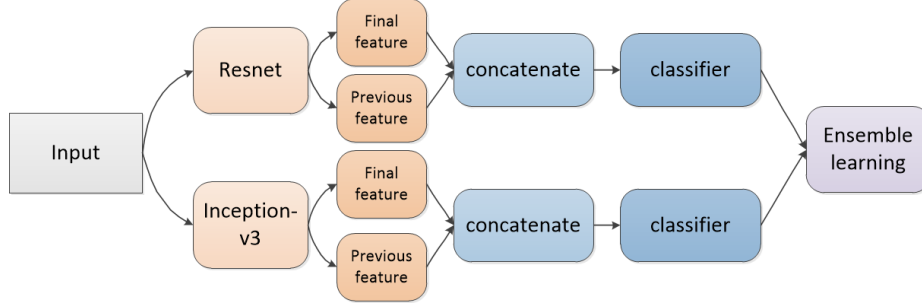 Input
Resnet
Final
feature
Previous
feature
concatenate
classifier
Inception-
v3
Final
feature
Previous
feature
concatenate
classifier
Ensemble
learning